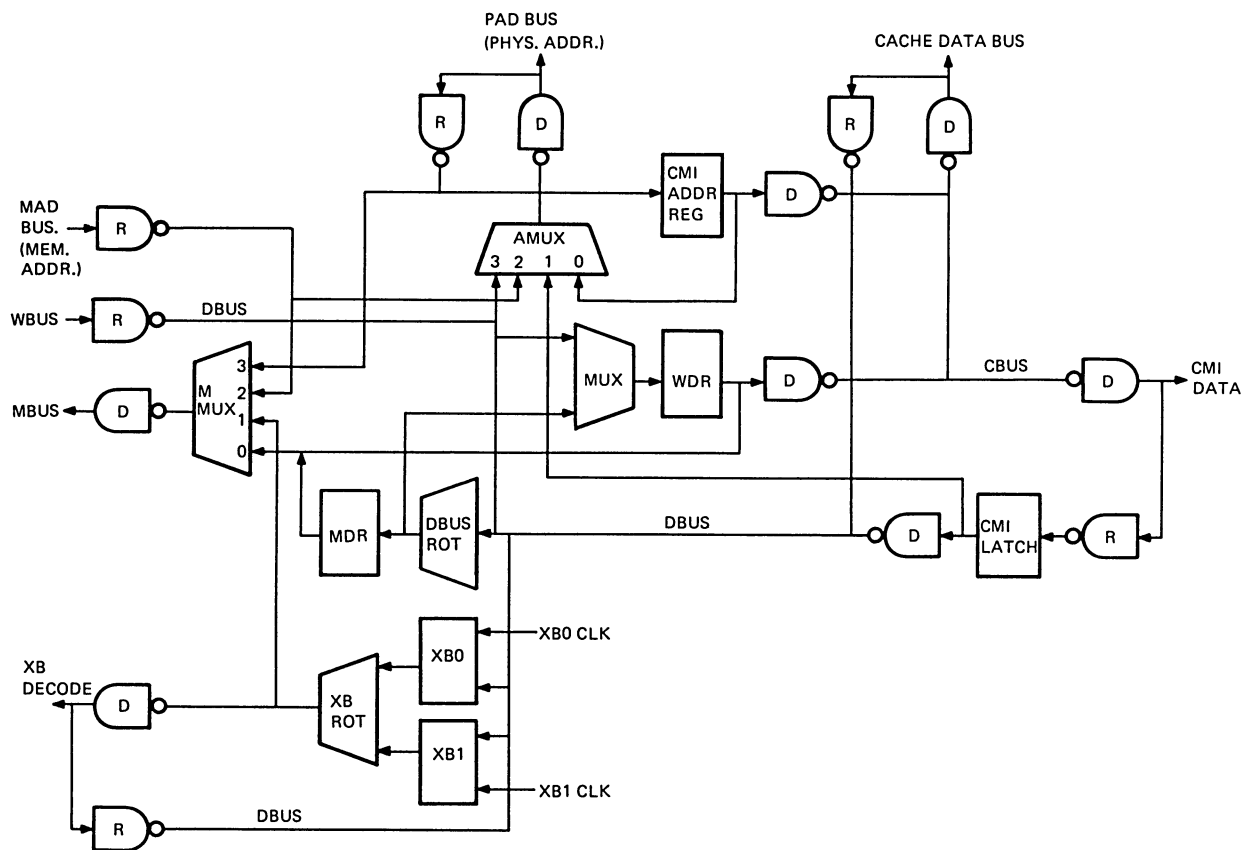 PAD BUS
(PHYS. ADDR.)
CACHE DATA BUS
R
D
R
D
CMI
ADDR
REG
D
MAD
BUS.
(MEM.
ADDR.)
R
AMUX
3 2 1 0
WBUS
R
DBUS
MUX
WDR
D
CBUS
D
CMI
DATA
MBUS
D
M
MUX
3
2
1
0
MDR
DBUS
ROT
DBUS
D
CMI
LATCH
R
XB0
XB0 CLK
XB
DECODE
D
XB
ROT
XB1
XB1 CLK
R
DBUS